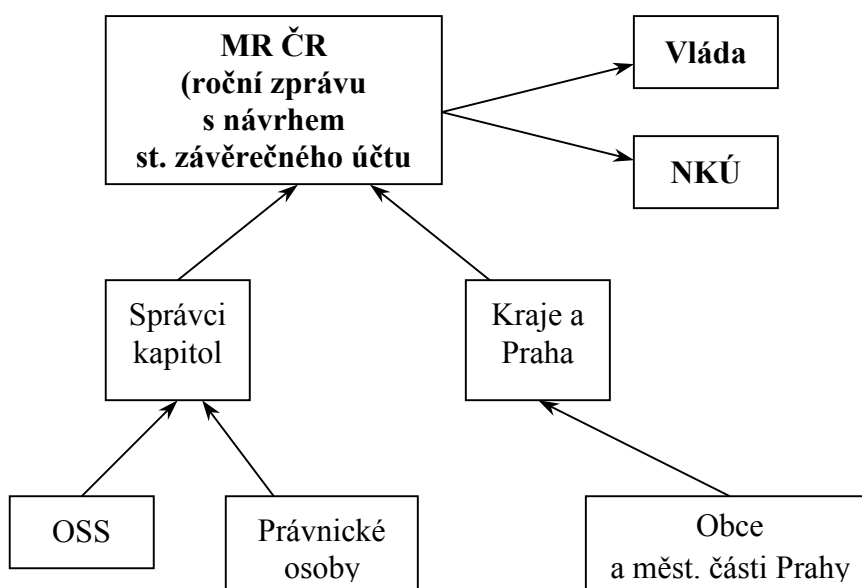 MR ČR
(roční zprávu
s návrhem
st. závěrečného účtu
Vláda
NKÚ
Správci
kapitol
Kraje a
Praha
OSS
Právnické
osoby
Obce
a měst. části Prahy